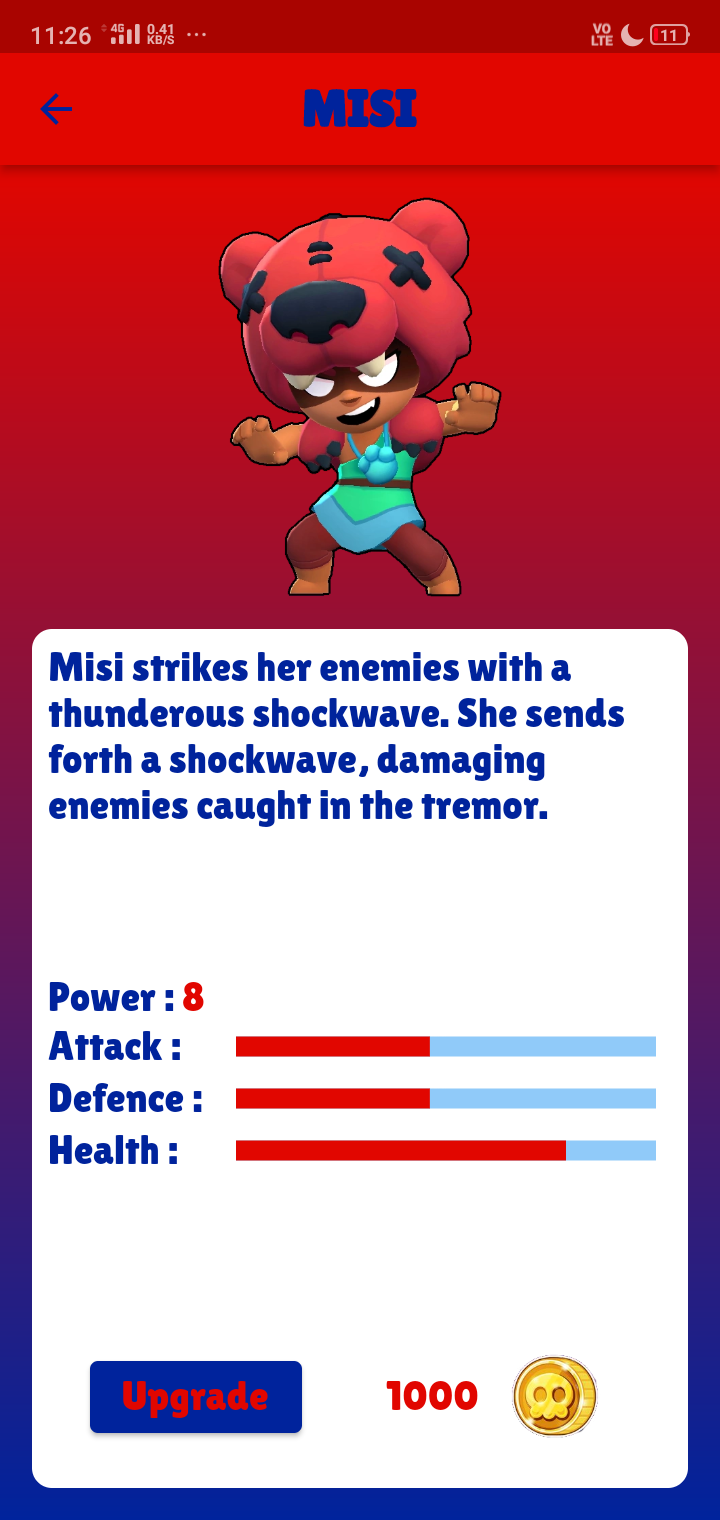 11:26 4G 0.41 KB/S ... VO LTE 11
MISI
Misi strikes her enemies with a
thunderous shockwave. She sends
forth a shockwave, damaging
enemies caught in the tremor.
Power : 8
Attack :
Defence :
Health :
Upgrade 1000